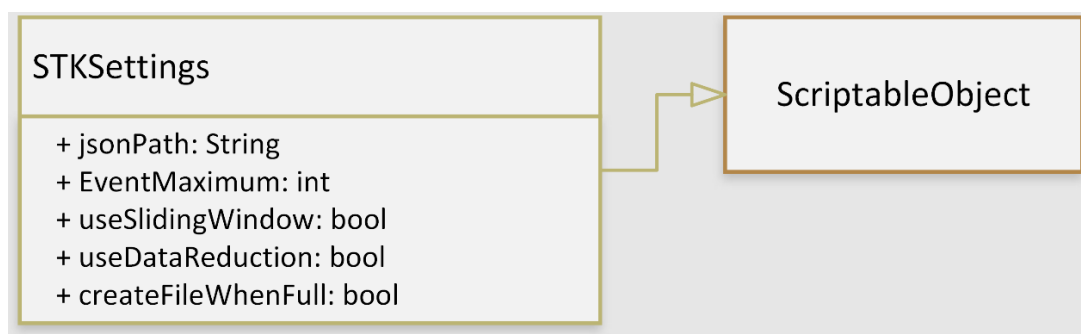 STKSettings
+ jsonPath: String
+ EventMaximum: int
+ useSlidingWindow: bool
+ useDataReduction: bool
+ createFileWhenFull: bool
ScriptableObject